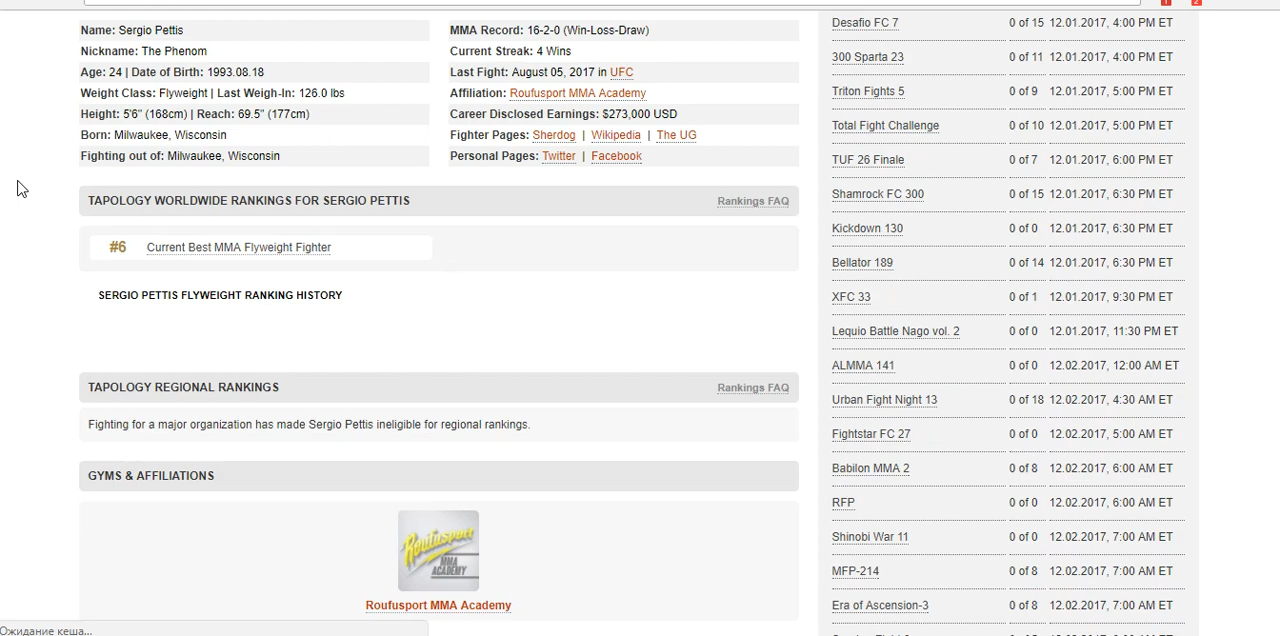 Name: Sergio Pettis
Nickname: The Phenom
Age: 24 | Date of Birth: 1993.08.18
Weight Class: Flyweight | Last Weigh-In: 126.0 lbs
Height: 5'6" (168cm) | Reach: 69.5" (177cm)
Born: Milwaukee, Wisconsin
Fighting out of: Milwaukee, Wisconsin
MMA Record: 16-2-0 (Win-Loss-Draw)
Current Streak: 4 Wins
Last Fight: August 05, 2017 in UFC
Affiliation: Roufusport MMA Academy
Career Disclosed Earnings: $273,000 USD
Fighter Pages: Sherdog | Wikipedia | The UG
Personal Pages: Twitter | Facebook
TAPOLOGY WORLDWIDE RANKINGS FOR SERGIO PETTIS Rankings FAQ
#6 Current Best MMA Flyweight Fighter
SERGIO PETTIS FLYWEIGHT RANKING HISTORY
TAPOLOGY REGIONAL RANKINGS Rankings FAQ
Fighting for a major organization has made Sergio Pettis ineligible for regional rankings.
GYMS & AFFILIATIONS
Roufusport
MMA
ACADEMY
Roufusport MMA Academy
Ожидание кеша...
1 2
Desafio FC 7 0 of 15 12.01.2017, 4:00 PM ET
300 Sparta 23 0 of 11 12.01.2017, 4:00 PM ET
Triton Fights 5 0 of 9 12.01.2017, 5:00 PM ET
Total Fight Challenge 0 of 10 12.01.2017, 5:00 PM ET
TUF 26 Finale 0 of 7 12.01.2017, 6:00 PM ET
Shamrock FC 300 0 of 15 12.01.2017, 6:30 PM ET
Kickdown 130 0 of 0 12.01.2017, 6:30 PM ET
Bellator 189 0 of 14 12.01.2017, 6:30 PM ET
XFC 33 0 of 1 12.01.2017, 9:30 PM ET
Lequio Battle Nago vol. 2 0 of 0 12.01.2017, 11:30 PM ET
ALMMA 141 0 of 0 12.02.2017, 12:00 AM ET
Urban Fight Night 13 0 of 18 12.02.2017, 4:30 AM ET
Fightstar FC 27 0 of 0 12.02.2017, 5:00 AM ET
Babilon MMA 2 0 of 8 12.02.2017, 6:00 AM ET
RFP 0 of 0 12.02.2017, 6:00 AM ET
Shinobi War 11 0 of 0 12.02.2017, 7:00 AM ET
MFP-214 0 of 8 12.02.2017, 7:00 AM ET
Era of Ascension-3 0 of 8 12.02.2017, 7:00 AM ET